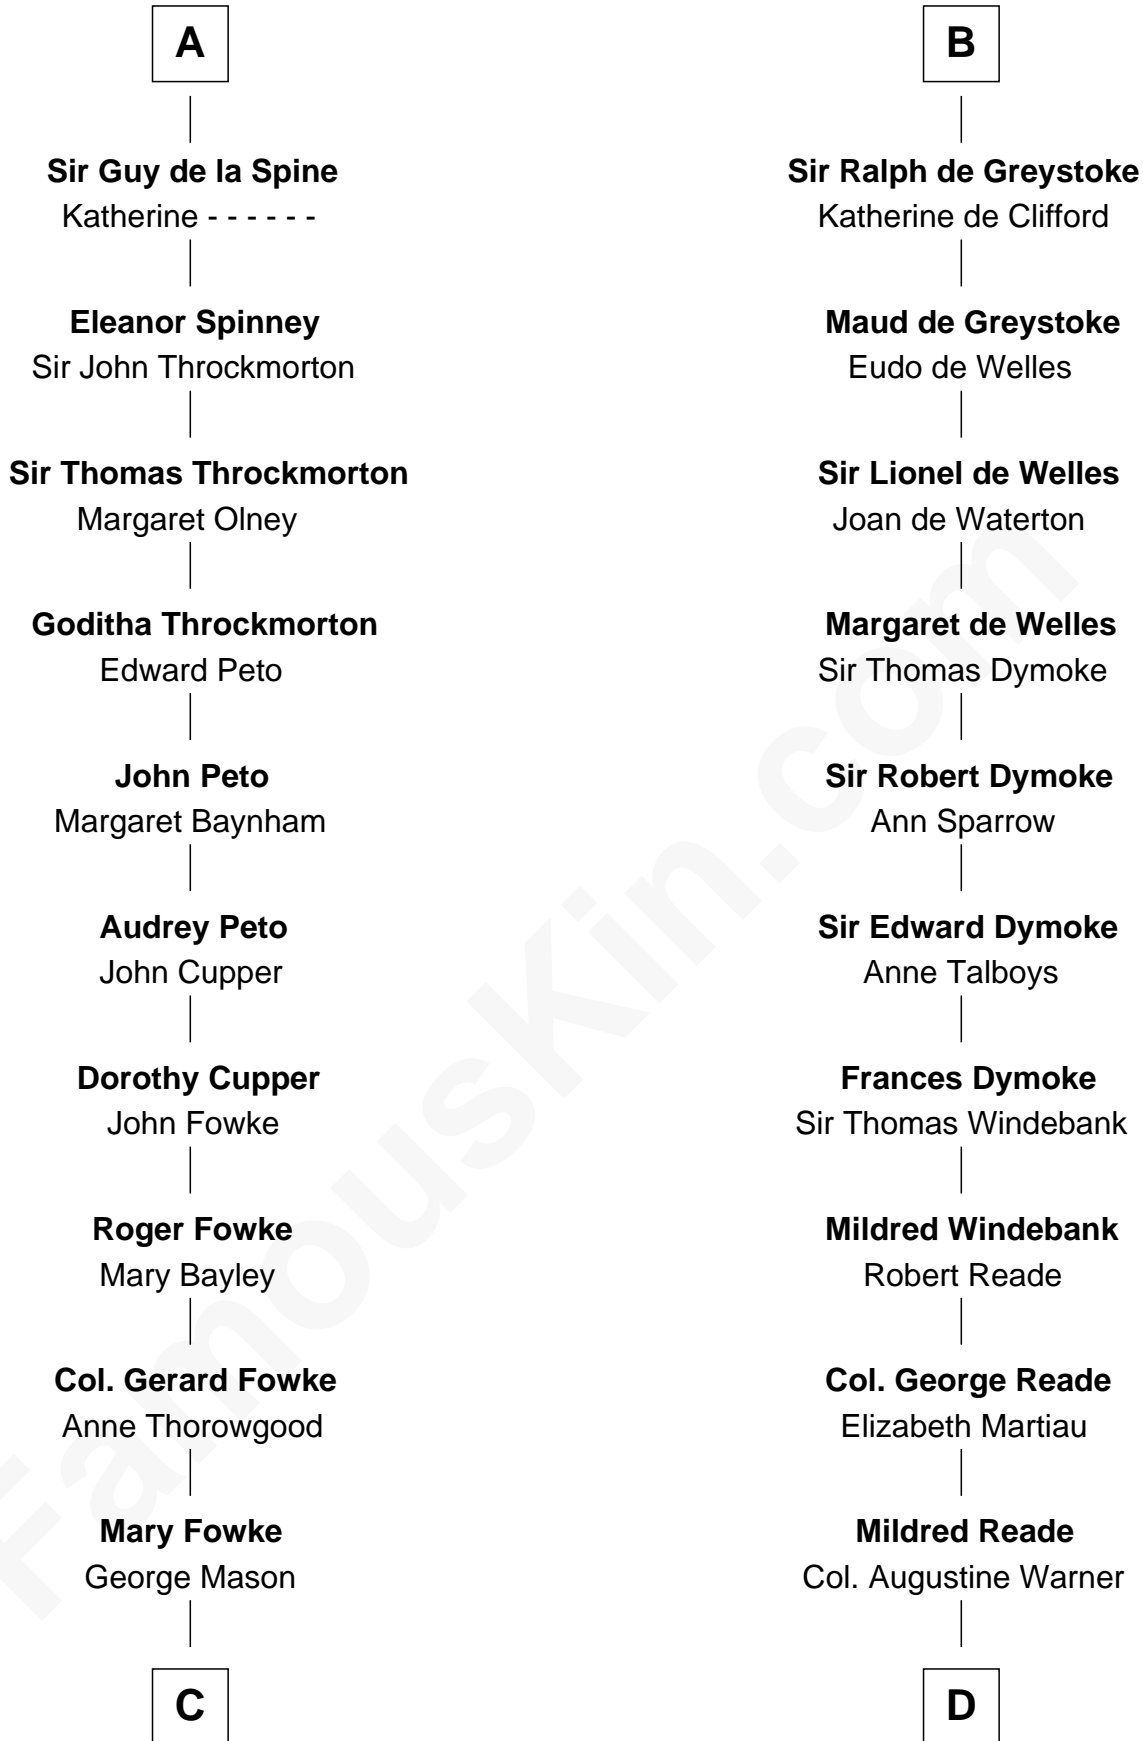 A
Sir Guy de la Spine
Katherine - - - - - -
Eleanor Spinney
Sir John Throckmorton
Sir Thomas Throckmorton
Margaret Olney
Goditha Throckmorton
Edward Peto
John Peto
Margaret Baynham
Audrey Peto
John Cupper
Dorothy Cupper
John Fowke
Roger Fowke
Mary Bayley
Col. Gerard Fowke
Anne Thorowgood
Mary Fowke
George Mason
C
B
Sir Ralph de Greystoke
Katherine de Clifford
Maud de Greystoke
Eudo de Welles
Sir Lionel de Welles
Joan de Waterton
Margaret de Welles
Sir Thomas Dymoke
Sir Robert Dymoke
Ann Sparrow
Sir Edward Dymoke
Anne Talboys
Frances Dymoke
Sir Thomas Windebank
Mildred Windebank
Robert Reade
Col. George Reade
Elizabeth Martiau
Mildred Reade
Col. Augustine Warner
D
FamousKin.com